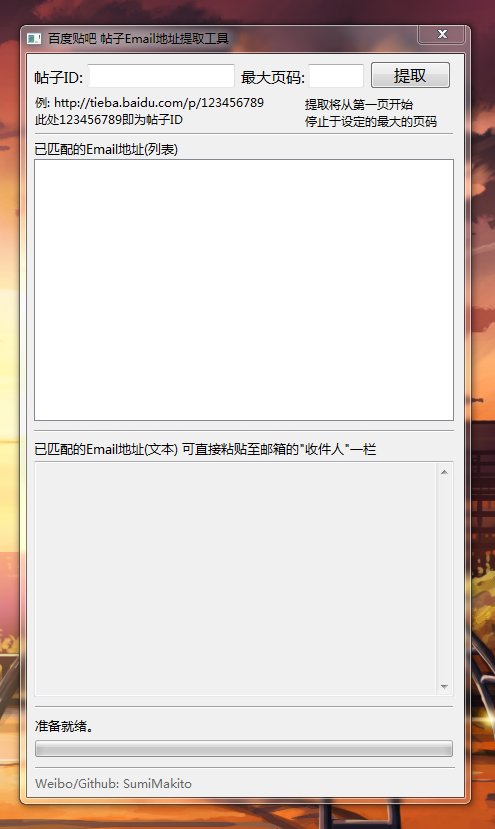 百度贴吧 帖子Email地址提取工具
帖子ID: 最大页码: 提取
例: http://tieba.baidu.com/p/123456789
此处123456789即为帖子ID
提取将从第一页开始
停止于设定的最大的页码
已匹配的Email地址(列表)
已匹配的Email地址(文本) 可直接粘贴至邮箱的"收件人"一栏
准备就绪。
Weibo/Github: SumiMakito